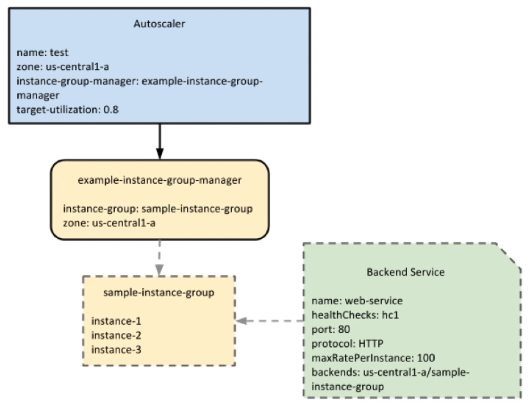 Autoscaler
name: test
zone: us-central1-a
instance-group-manager: example-instance-group-
manager
target-utilization: 0.8
example-instance-group-manager
instance-group: sample-instance-group
zone: us-central1-a
sample-instance-group
instance-1
instance-2
instance-3
Backend Service
name: web-service
healthChecks: hc1
port: 80
protocol: HTTP
maxRatePerInstance: 100
backends: us-central1-a/sample-
instance-group